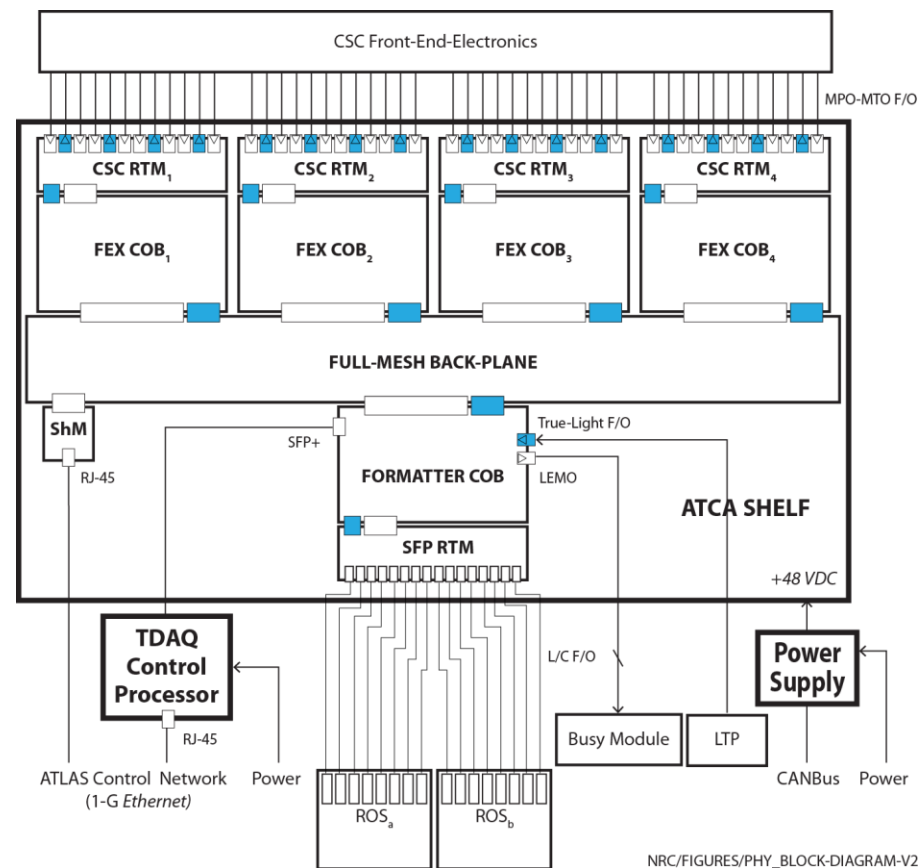 CSC Front-End-Electronics
MPO-MTO F/O
CSC RTM1
CSC RTM2
CSC RTM3
CSC RTM4
FEX COB1
FEX COB2
FEX COB3
FEX COB4
FULL-MESH BACK-PLANE
ShM
SFP+
True-Light F/O
RJ-45
FORMATTER COB
LEMO
ATCA SHELF
SFP RTM
+48 VDC
TDAQ
Control
Processor
L/C F/O
Power
Supply
RJ-45
Busy Module
LTP
ATLAS Control Network
(1-G Ethernet)
Power
CANBus
Power
ROSa
ROSb
NRC/FIGURES/PHY_BLOCK-DIAGRAM-V2